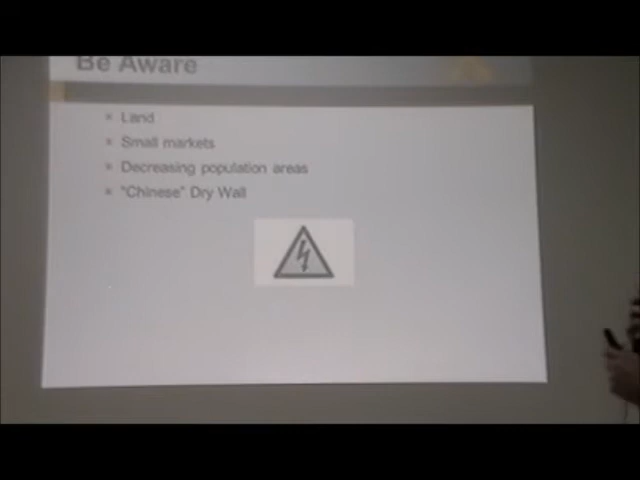 Be Aware
Land
Small markets
Decreasing population areas
"Chinese" Dry Wall